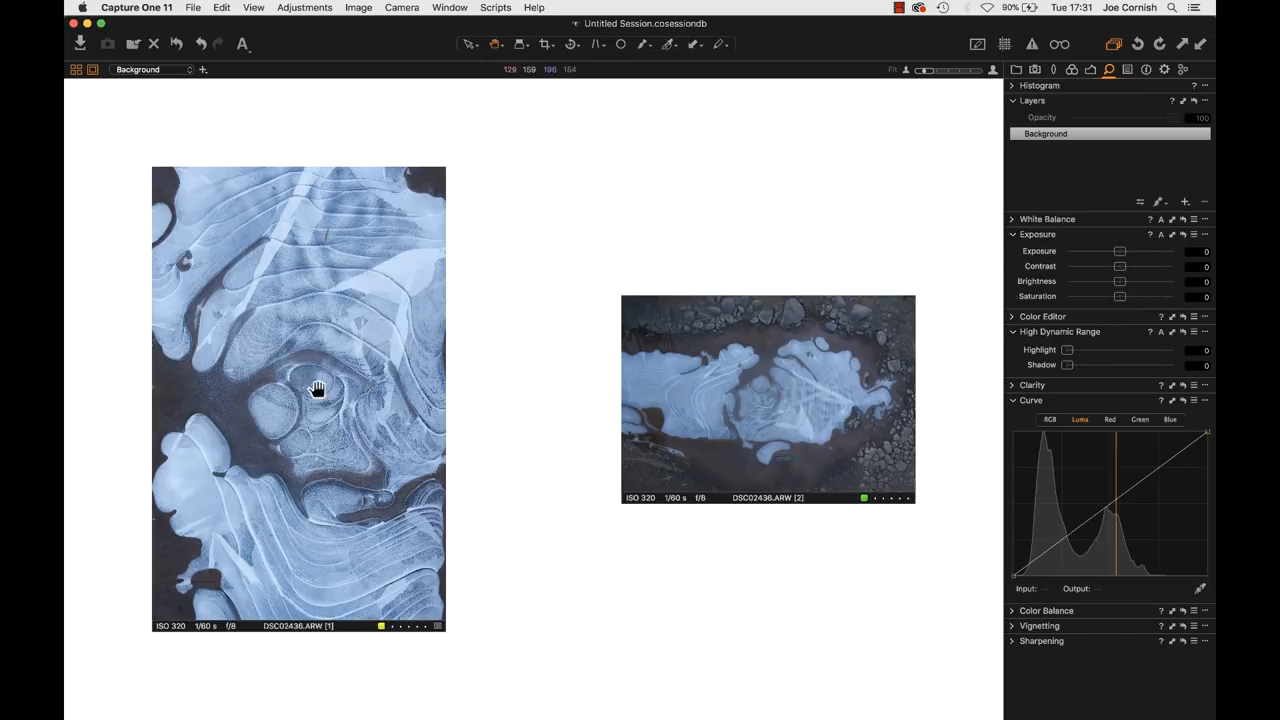 Capture One 11 File Edit View Adjustments Image Camera Window Scripts Help 90% Tue 17:31 Joe Cornish
Untitled Session.cosessiondb
Background 129 159 196 154 Fit
Histogram
Layers
Opacity 100
Background
White Balance
Exposure
Exposure 0
Contrast 0
Brightness 0
Saturation 0
Color Editor
High Dynamic Range
Highlight 0
Shadow 0
Clarity
Curve
RGB Luma Red Green Blue
Input: -- Output: --
Color Balance
Vignetting
Sharpening
ISO 320 1/60 s f/8 DSC02436.ARW [2]
ISO 320 1/60 s f/8 DSC02436.ARW [1]